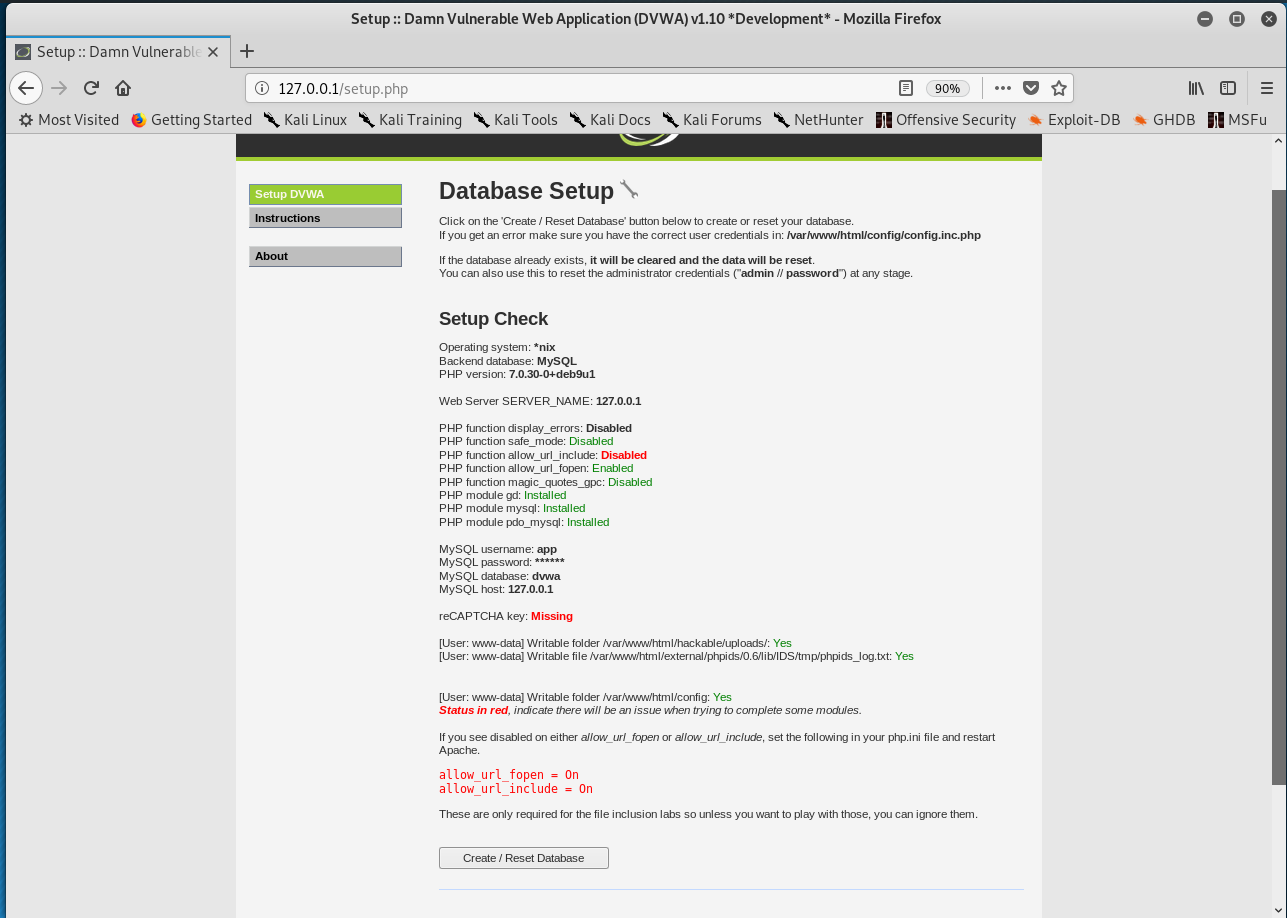 Setup :: Damn Vulnerable Web Application (DVWA) v1.10 *Development* - Mozilla Firefox
Setup :: Damn Vulnerable
127.0.0.1/setup.php
90%
Most Visited Getting Started Kali Linux Kali Training Kali Tools Kali Docs Kali Forums NetHunter Offensive Security Exploit-DB GHDB MSFu
Setup DVWA
Instructions
About
Database Setup
Click on the 'Create / Reset Database' button below to create or reset your database.
If you get an error make sure you have the correct user credentials in: /var/www/html/config/config.inc.php
If the database already exists, it will be cleared and the data will be reset.
You can also use this to reset the administrator credentials ("admin // password") at any stage.
Setup Check
Operating system: *nix
Backend database: MySQL
PHP version: 7.0.30-0+deb9u1
Web Server SERVER_NAME: 127.0.0.1
PHP function display_errors: Disabled
PHP function safe_mode: Disabled
PHP function allow_url_include: Disabled
PHP function allow_url_fopen: Enabled
PHP function magic_quotes_gpc: Disabled
PHP module gd: Installed
PHP module mysql: Installed
PHP module pdo_mysql: Installed
MySQL username: app
MySQL password: ******
MySQL database: dvwa
MySQL host: 127.0.0.1
reCAPTCHA key: Missing
[User: www-data] Writable folder /var/www/html/hackable/uploads/: Yes
[User: www-data] Writable file /var/www/html/external/phpids/0.6/lib/IDS/tmp/phpids_log.txt: Yes
[User: www-data] Writable folder /var/www/html/config: Yes
Status in red, indicate there will be an issue when trying to complete some modules.
If you see disabled on either allow_url_fopen or allow_url_include, set the following in your php.ini file and restart
Apache.
allow_url_fopen = On
allow_url_include = On
These are only required for the file inclusion labs so unless you want to play with those, you can ignore them.
Create / Reset Database